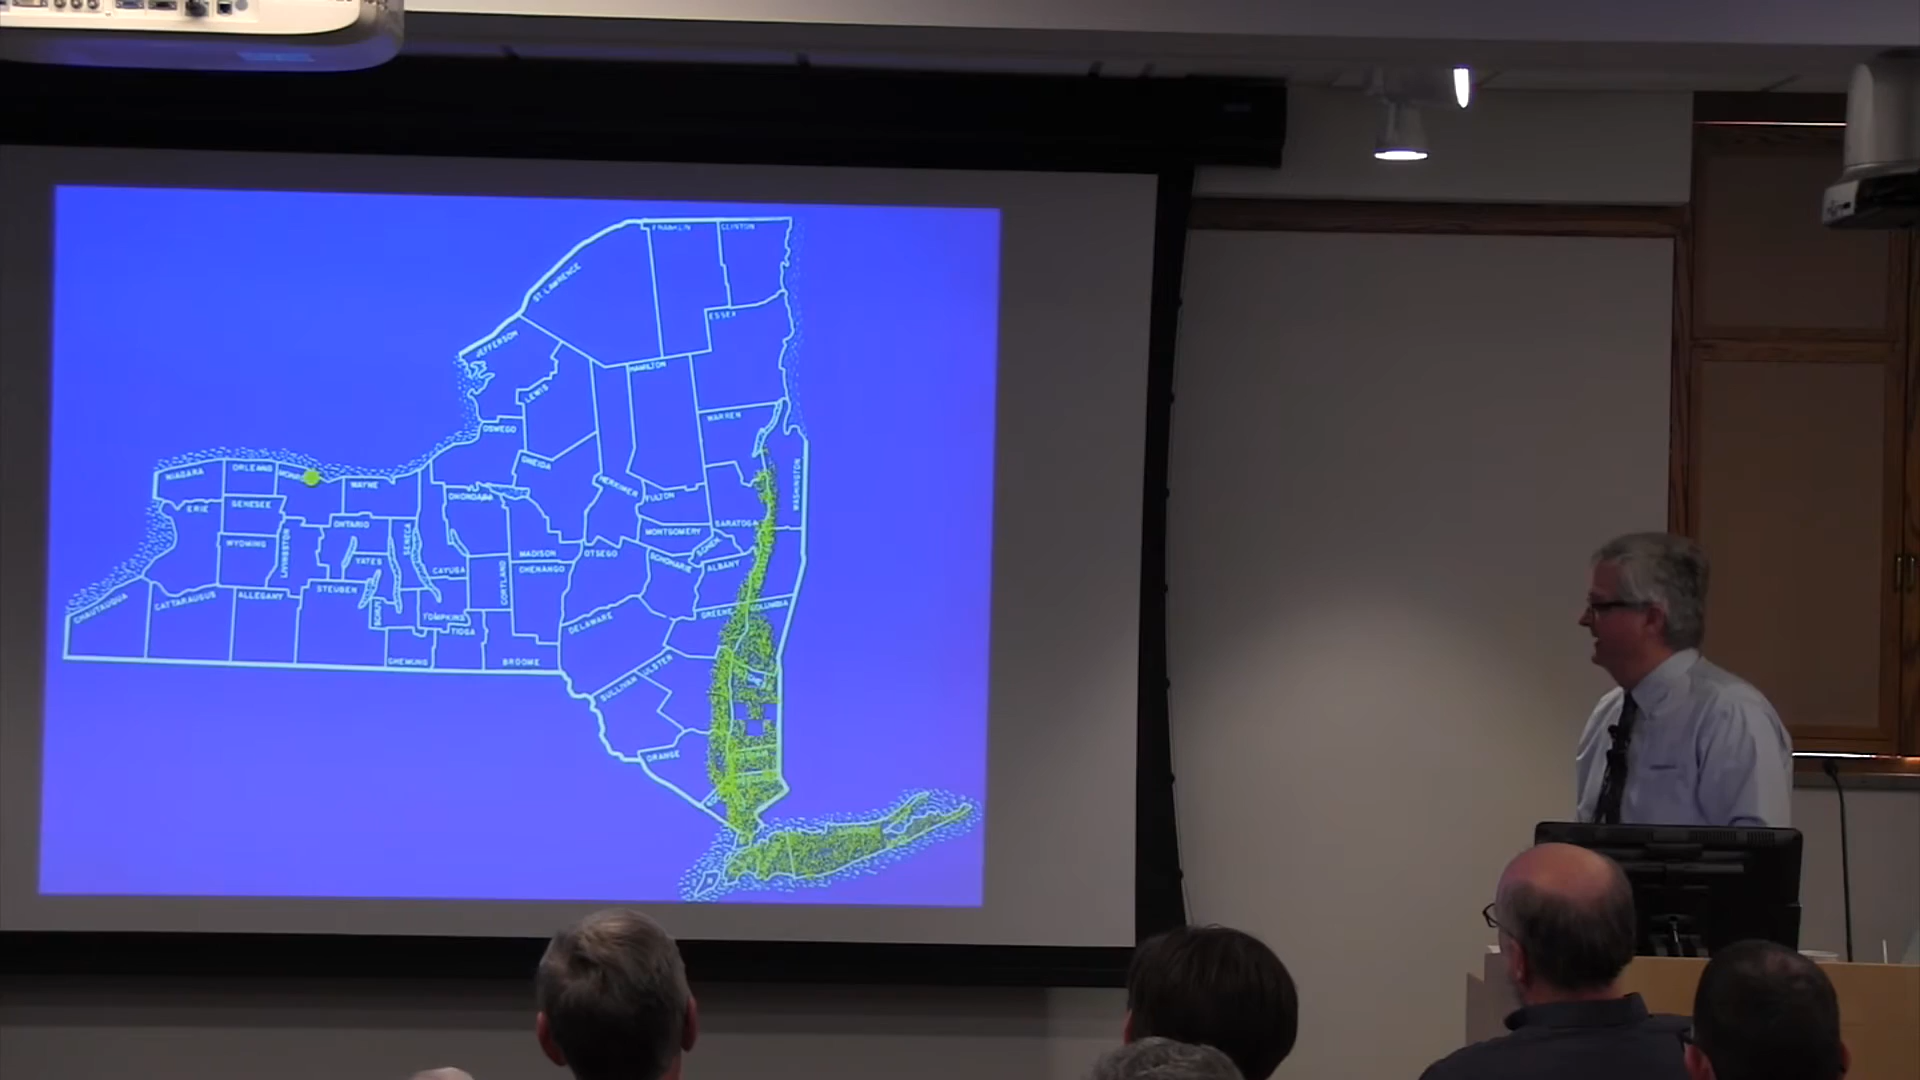 FRANKLIN
CLINTON
ST. LAWRENCE
ESSEX
JEFFERSON
HAMILTON
LEWIS
WARREN
OSWEGO
ONEIDA
NIAGARA
ORLEANS
WAYNE
HERKIMER
FULTON
WASHINGTON
ONONDAGA
ERIE
GENESEE
ONTARIO
SENECA
MONTGOMERY
SARATOGA
WYOMING
LIVINGSTON
YATES
CAYUGA
MADISON
OTSEGO
SCHOHARIE
ALBANY
CHENANGO
CORTLAND
CHAUTAUQUA
CATTARAUGUS
ALLEGANY
STEUBEN
TOMPKINS
TIOGA
DELAWARE
GREENE
COLUMBIA
CHEMUNG
BROOME
SULLIVAN
ULSTER
ORANGE